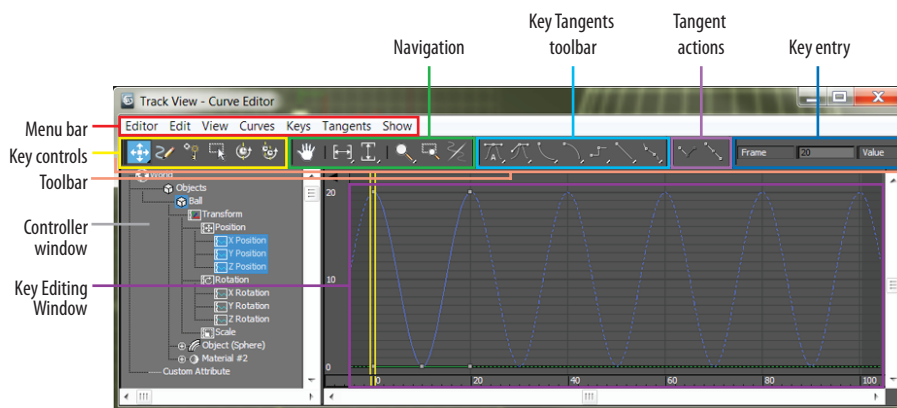 Key Tangents
toolbar
Tangent
actions
Navigation
Key entry
Track View - Curve Editor
Menu bar
Editor Edit View Curves Keys Tangents Show
Key controls
Frame 20 Value
Toolbar
World
Objects
Ball
Transform
Position
X Position
Y Position
Z Position
Rotation
X Rotation
Y Rotation
Z Rotation
Scale
Object (Sphere)
Material #2
Custom Attribute
Controller
window
Key Editing
Window
20
10
0
0 20 40 60 80 100